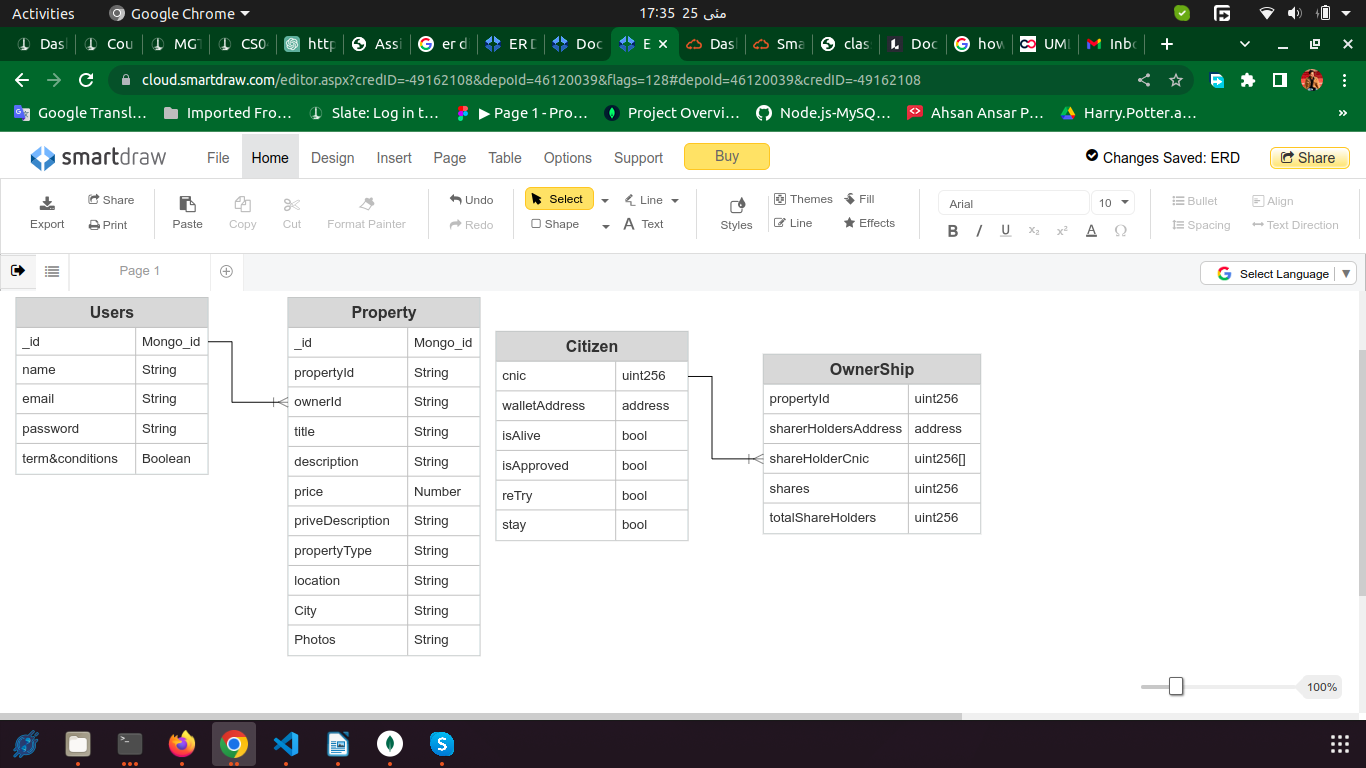 Activities Google Chrome 17:35 25 مئی
Das Cou MGT CS0 http Assi er d ER D Doc E Das Sma clas Doc how UML Inbo
cloud.smartdraw.com/editor.aspx?credID=-49162108&depoId=46120039&flags=128#depoId=46120039&credID=-49162108
Google Transl... Imported Fro... Slate: Log in t... ▶ Page 1 - Pro... Project Overvi... Node.js-MySQ... Ahsan Ansar P... Harry.Potter.a... »
smartdraw File Home Design Insert Page Table Options Support Buy Changes Saved: ERD Share
Export Share Print Paste Copy Cut Format Painter Undo Redo Select Shape Line Text Styles Themes Line Fill Effects Arial 10 B I U x₂ x² A Ω Bullet Spacing Align Text Direction
Page 1 Select Language ▼
Users
_id Mongo_id
name String
email String
password String
term&conditions Boolean
Property
_id Mongo_id
propertyId String
ownerId String
title String
description String
price Number
priveDescription String
propertyType String
location String
City String
Photos String
Citizen
cnic uint256
walletAddress address
isAlive bool
isApproved bool
reTry bool
stay bool
OwnerShip
propertyId uint256
sharerHoldersAddress address
shareHolderCnic uint256[]
shares uint256
totalShareHolders uint256
100%